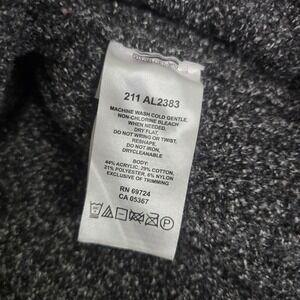 211 AL2383
MACHINE WASH COLD GENTLE.
NON-CHLORINE BLEACH
WHEN NEEDED.
DRY FLAT.
DO NOT WRING OR TWIST,
RESHAPE.
DO NOT IRON,
DRYCLEANABLE
BODY:
44% ACRYLIC, 29% COTTON,
21% POLYESTER, 6% NYLON
EXCLUSIVE OF TRIMMING
RN 69724
CA 05367
P